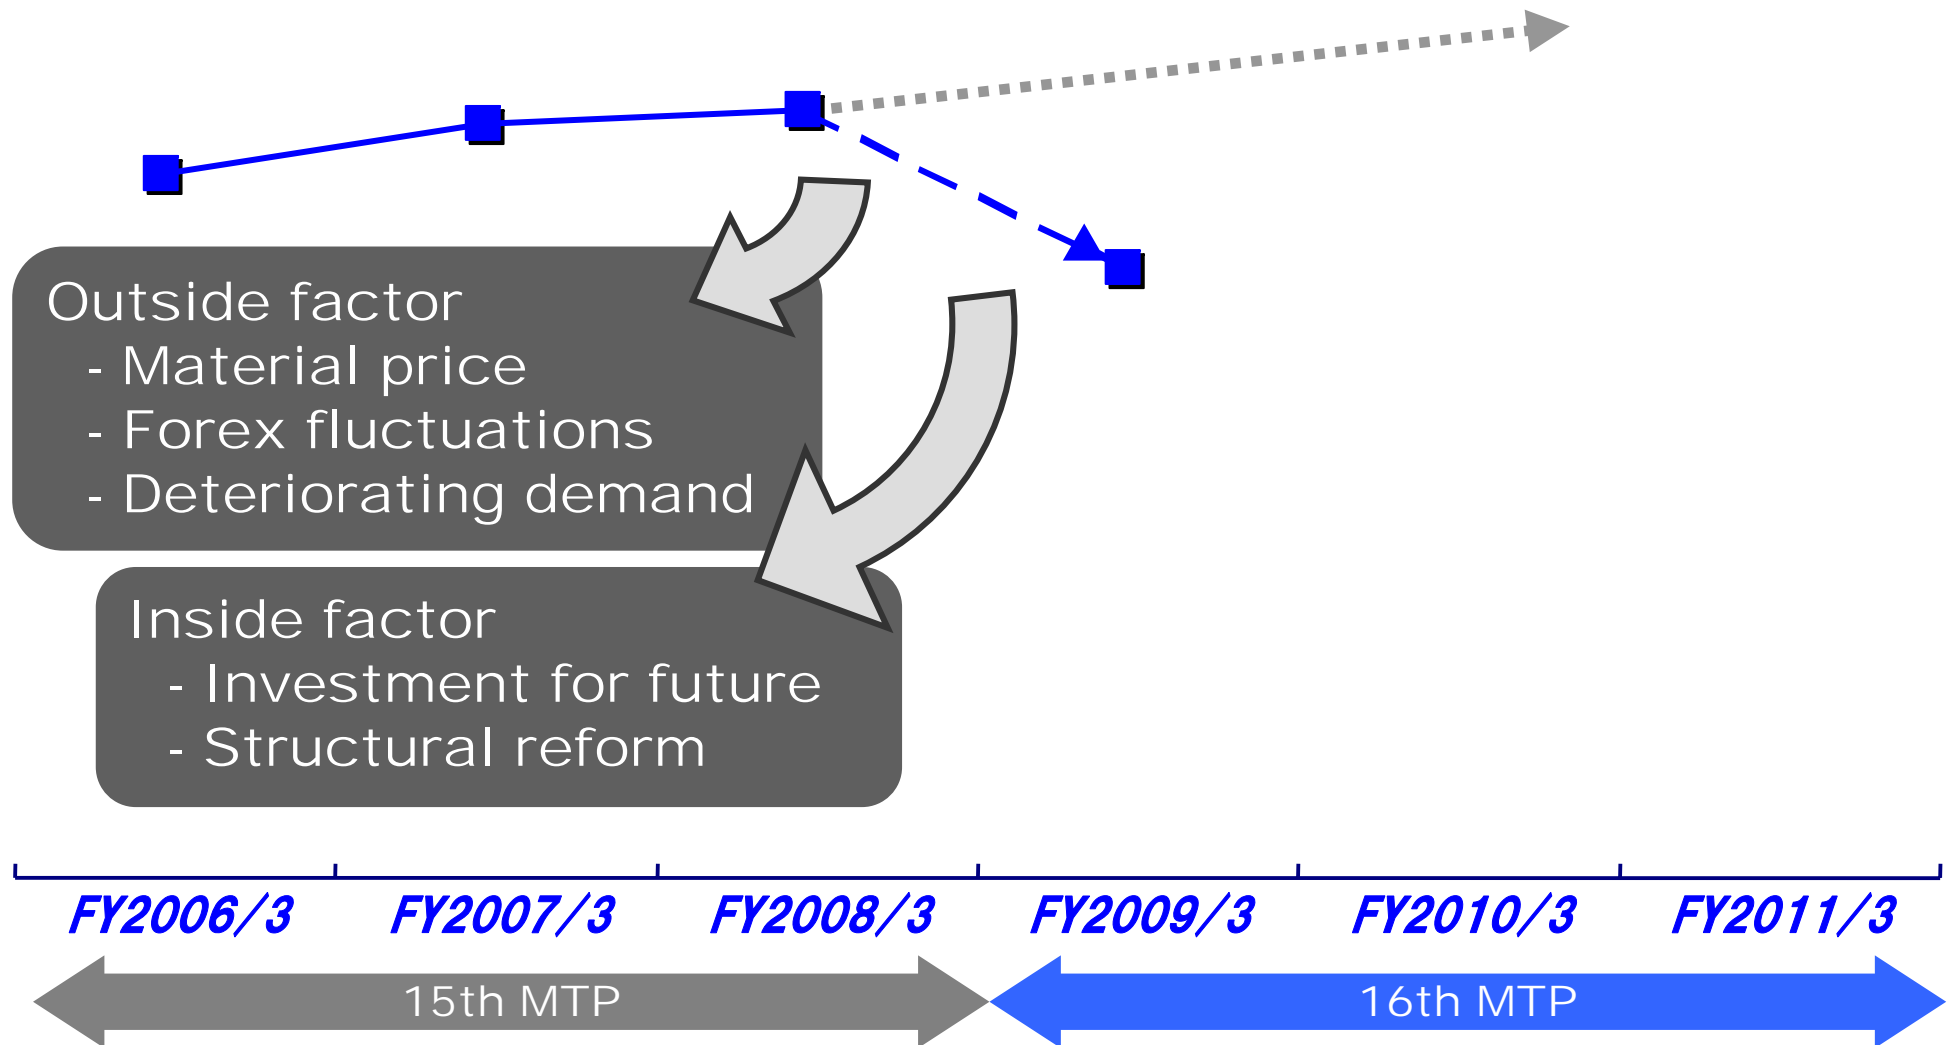 Outside factor
- Material price
- Forex fluctuations
- Deteriorating demand
Inside factor
- Investment for future
- Structural reform
FY2006/3 FY2007/3 FY2008/3 FY2009/3 FY2010/3 FY2011/3
15th MTP 16th MTP